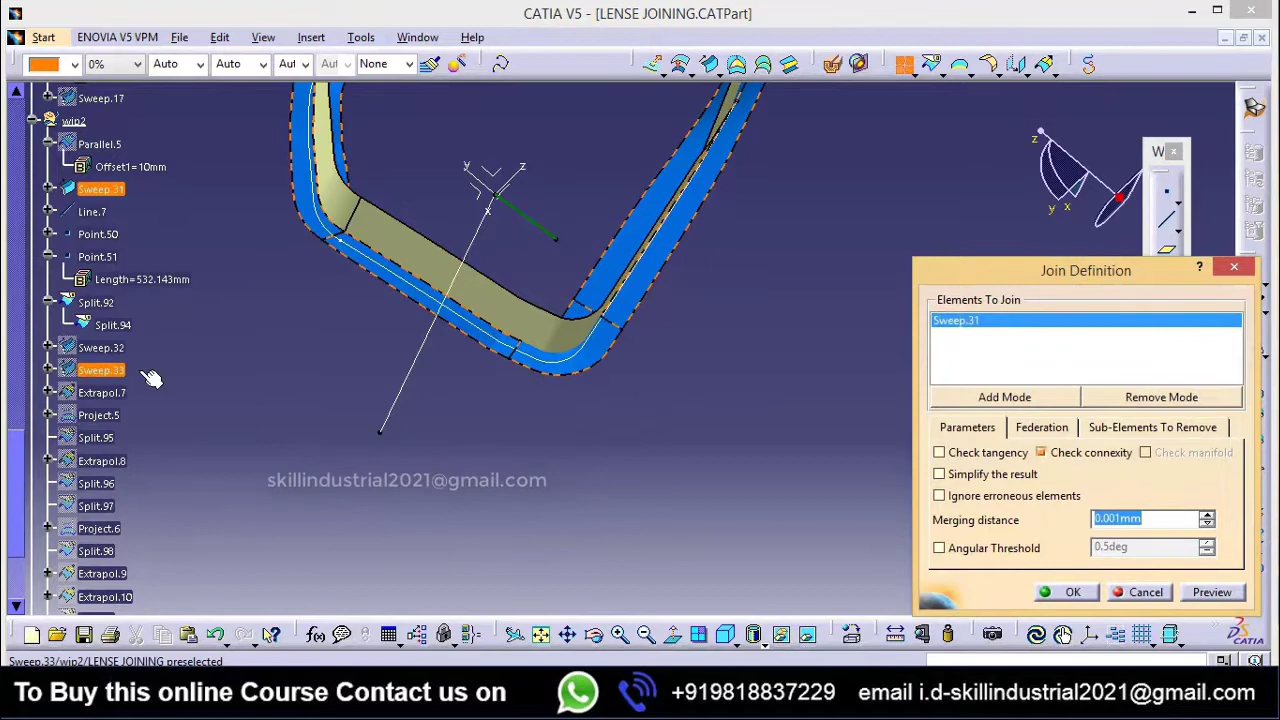 CATIA V5 - [LENSE JOINING.CATPart]
Start ENOVIA V5 VPM File Edit View Insert Tools Window Help
0% Auto Auto Aut Aut None
Sweep.17
wip2
Parallel.5
Offset1=10mm
Sweep.31
Line.7
Point.50
Point.51
Length=532.143mm
Split.92
Split.94
Sweep.32
Sweep.33
Extrapol.7
Project.5
Split.95
Extrapol.8
Split.96
Split.97
Project.6
Split.98
Extrapol.9
Extrapol.10
y z
x
z
y x
W x
skillindustrial2021@gmail.com
Join Definition ?
Elements To Join
Sweep.31
Add Mode Remove Mode
Parameters Federation Sub-Elements To Remove
Check tangency Check connexity Check manifold
Simplify the result
Ignore erroneous elements
Merging distance 0.001mm
Angular Threshold 0.5deg
OK Cancel Preview
f(x)
CATIA
Sweep.33/wip2/LENSE JOINING preselected
To Buy this online Course Contact us on +919818837229 email i.d-skillindustrial2021@gmail.com